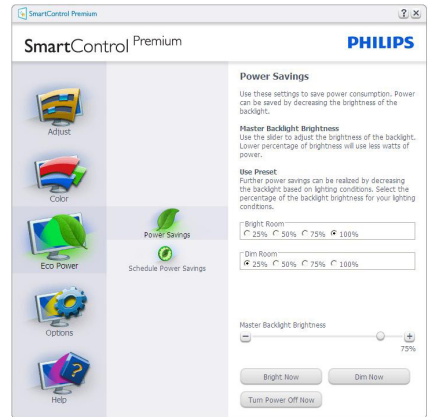 SmartControl Premium
? ×
SmartControl Premium
PHILIPS
Adjust
Color
Eco Power
Options
Help
Power Savings
Schedule Power Savings
Power Savings
Use these settings to save power consumption. Power
can be saved by decreasing the brightness of the
backlight.
Master Backlight Brightness
Use the slider to adjust the brightness of the backlight.
Lower percentage of brightness will use less watts of
power.
Use Preset
Further power savings can be realized by decreasing
the backlight based on lighting conditions. Select the
percentage of the backlight brightness for your lighting
conditions.
Bright Room
25% 50% 75% 100%
Dim Room
25% 50% 75% 100%
Master Backlight Brightness
75%
Bright Now Dim Now
Turn Power Off Now